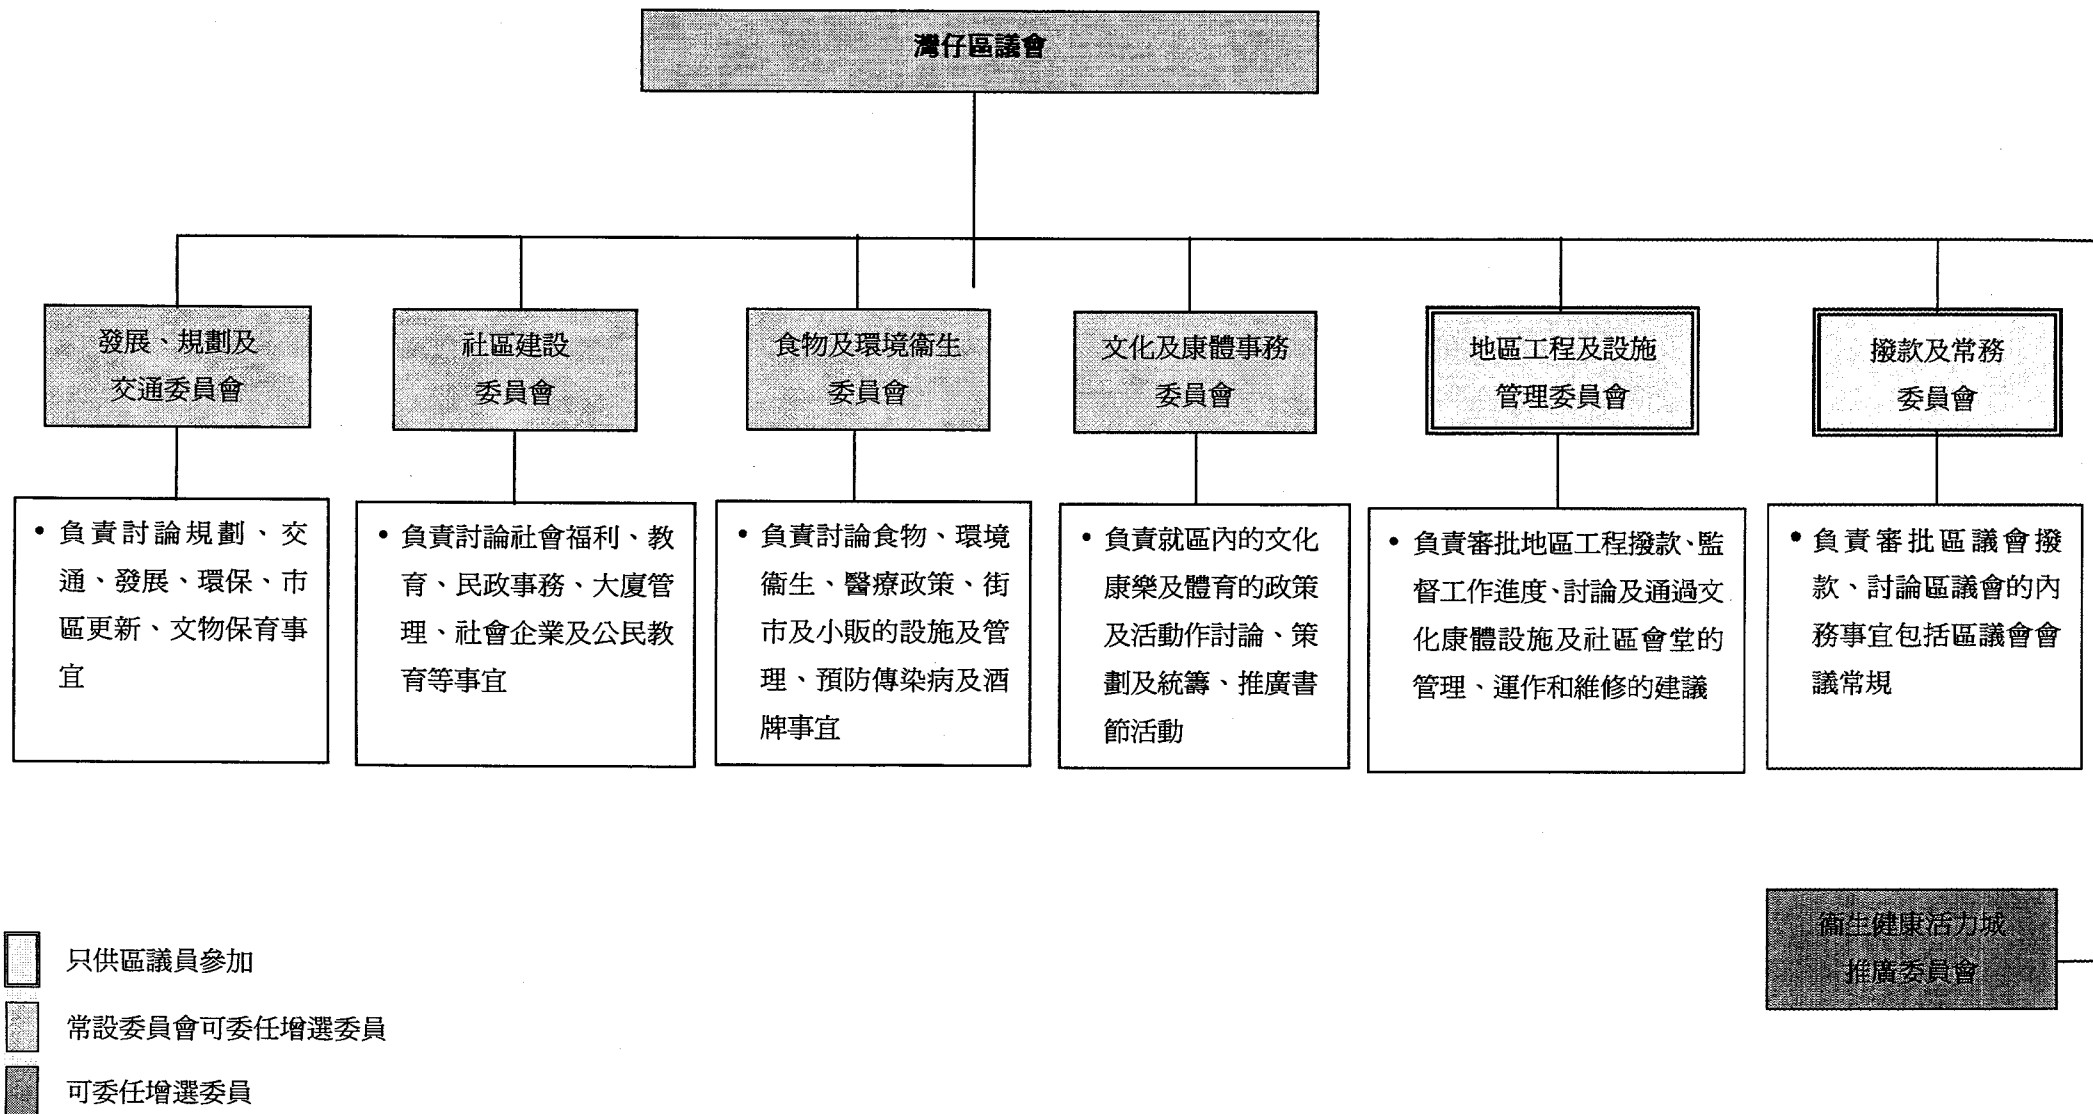 灣仔區議會
發展、規劃及
交通委員會
社區建設
委員會
食物及環境衞生
委員會
文化及康體事務
委員會
地區工程及設施
管理委員會
撥款及常務
委員會
• 負責討論規劃、交
通、發展、環保、市
區更新、文物保育事
宜
• 負責討論社會福利、教
育、民政事務、大廈管
理、社會企業及公民教
育等事宜
• 負責討論食物、環境
衞生、醫療政策、街
市及小販的設施及管
理、預防傳染病及酒
牌事宜
• 負責就區內的文化
康樂及體育的政策
及活動作討論、策
劃及統籌、推廣書
節活動
• 負責審批地區工程撥款、監
督工作進度、討論及通過文
化康體設施及社區會堂的
管理、運作和維修的建議
• 負責審批區議會撥
款、討論區議會的內
務事宜包括區議會會
議常規
衞生健康活力城
推廣委員會
只供區議員參加
常設委員會可委任增選委員
可委任增選委員